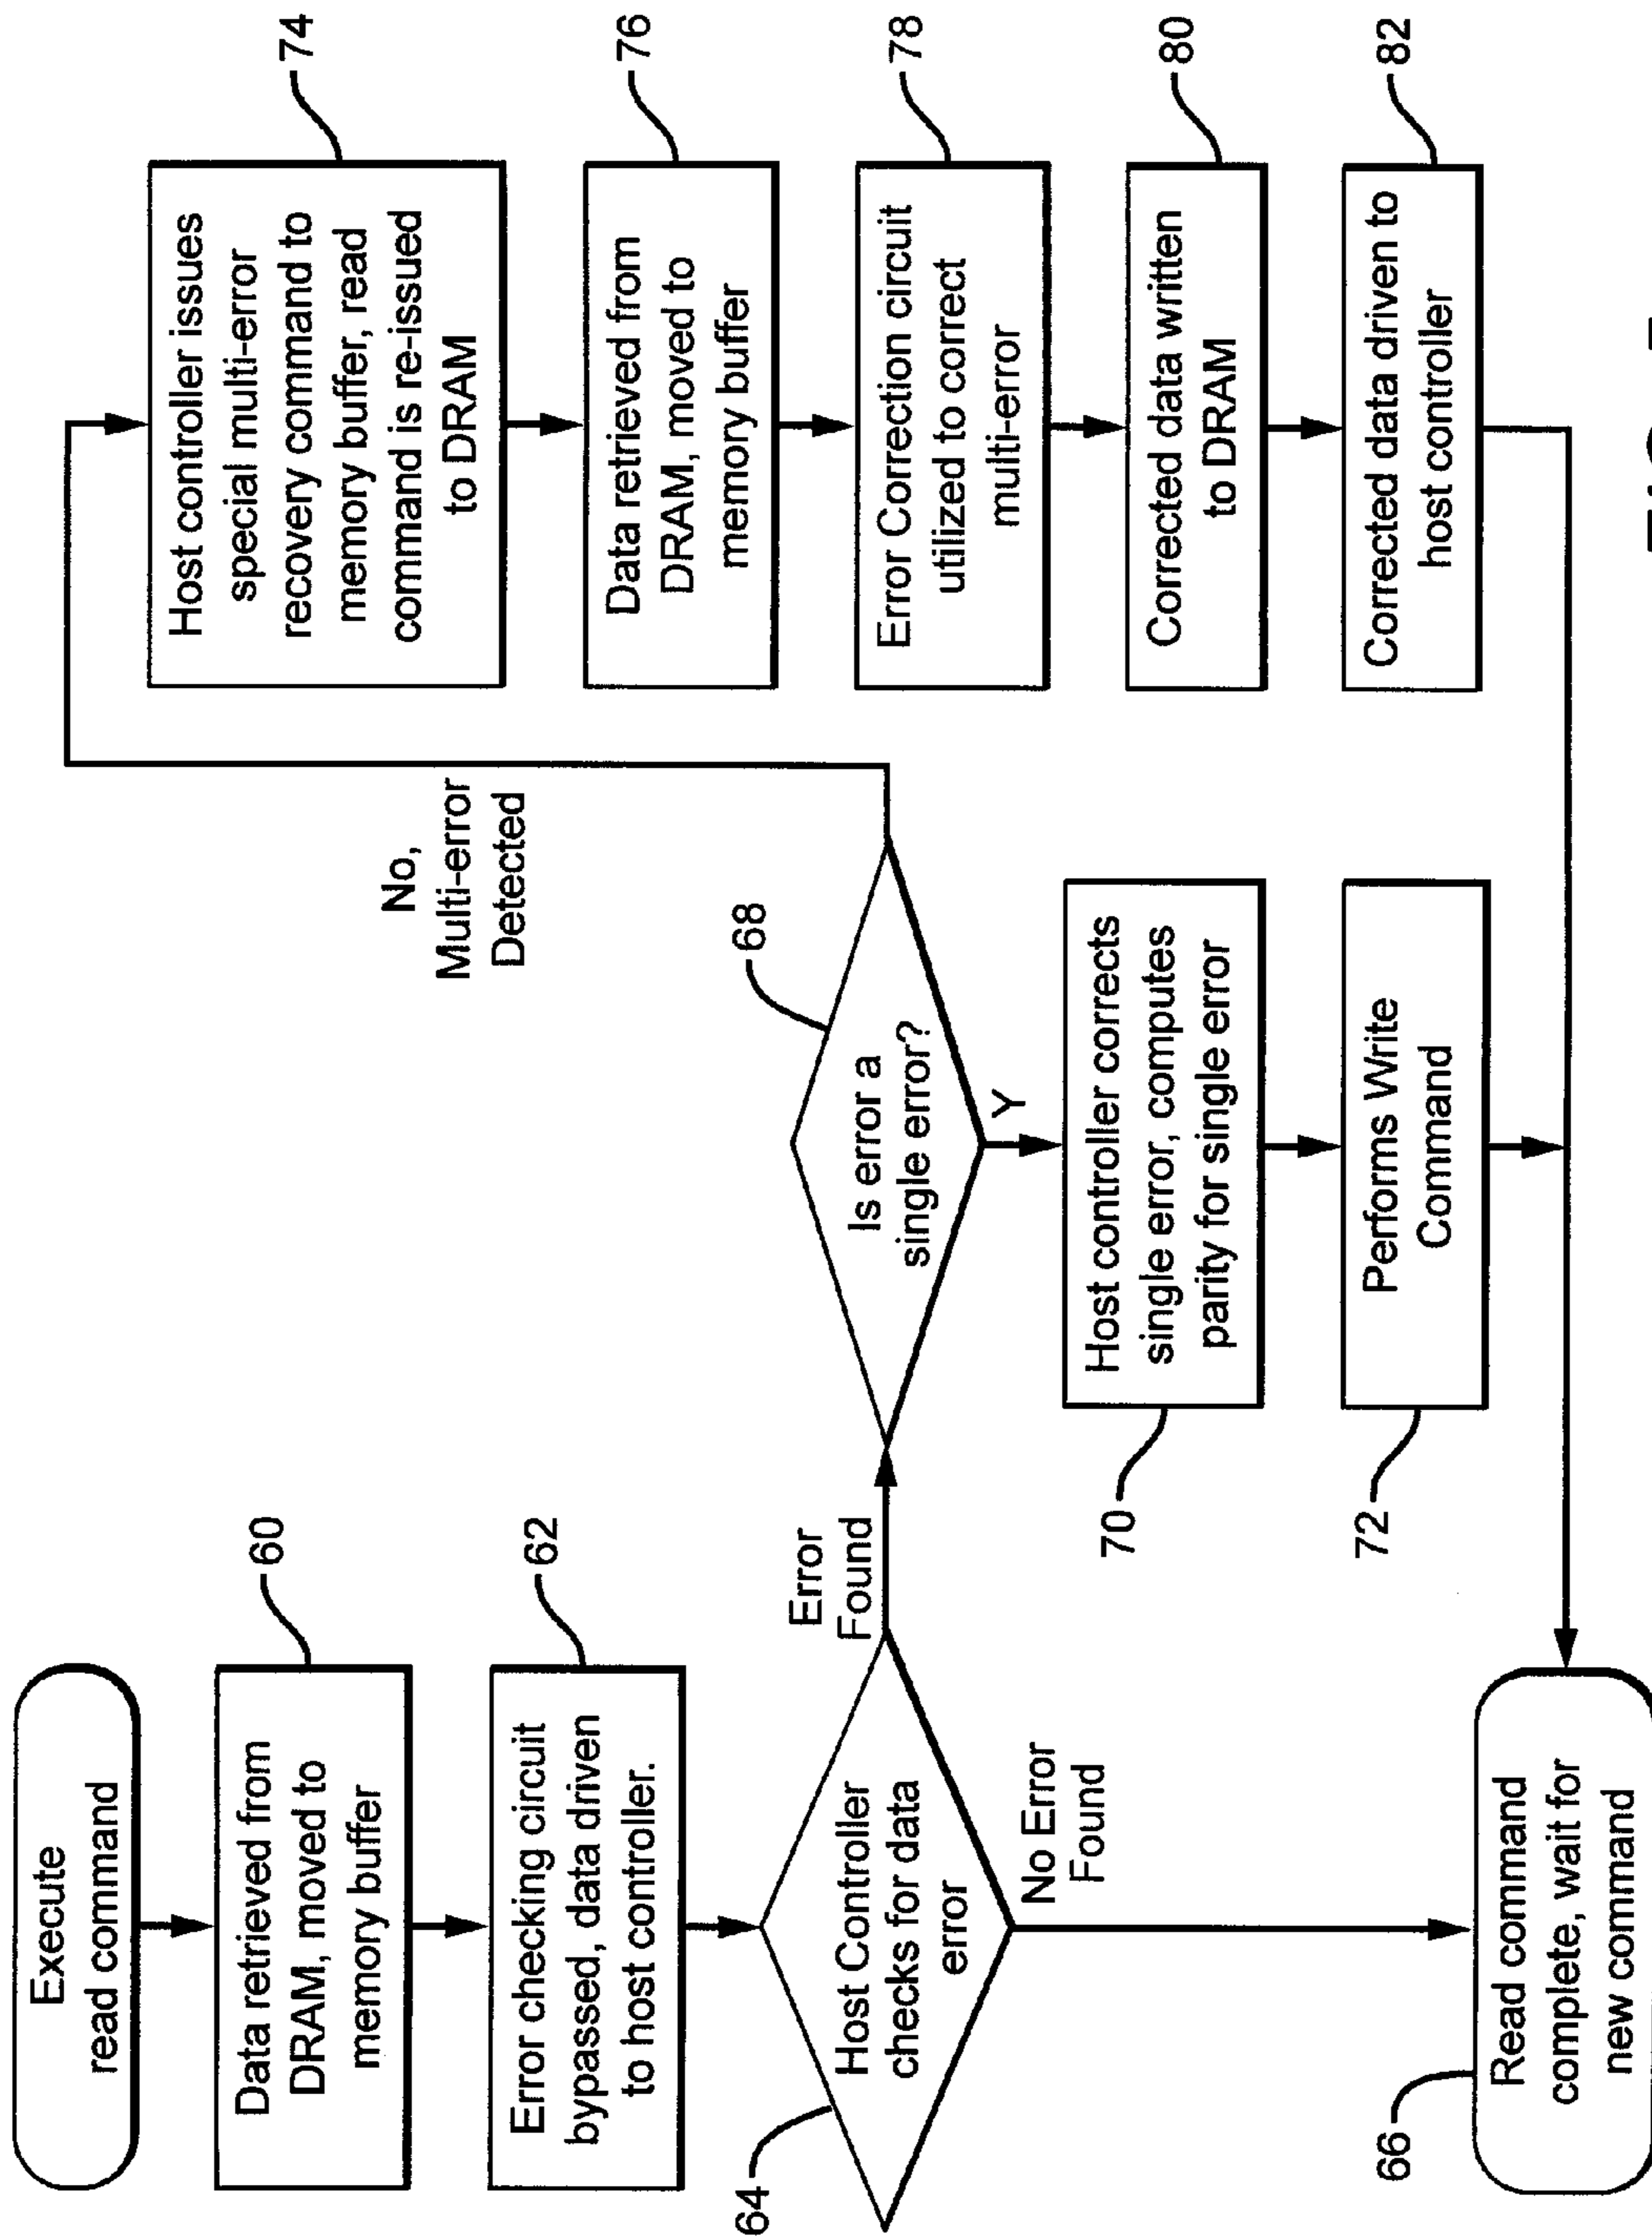 Execute
read command
Data retrieved from
DRAM, moved to
memory buffer
60
Error checking circuit
bypassed, data driven
to host controller.
62
Host Controller
checks for data
error
64
Error
Found
No Error
Found
Read command
complete, wait for
new command
66
Is error a
single error?
68
Y
Host controller corrects
single error, computes
parity for single error
70
Performs Write
Command
72
No,
Multi-error
Detected
Host controller issues
special multi-error
recovery command to
memory buffer, read
command is re-issued
to DRAM
74
Data retrieved from
DRAM, moved to
memory buffer
76
Error Correction circuit
utilized to correct
multi-error
78
Corrected data written
to DRAM
80
Corrected data driven to
host controller
82